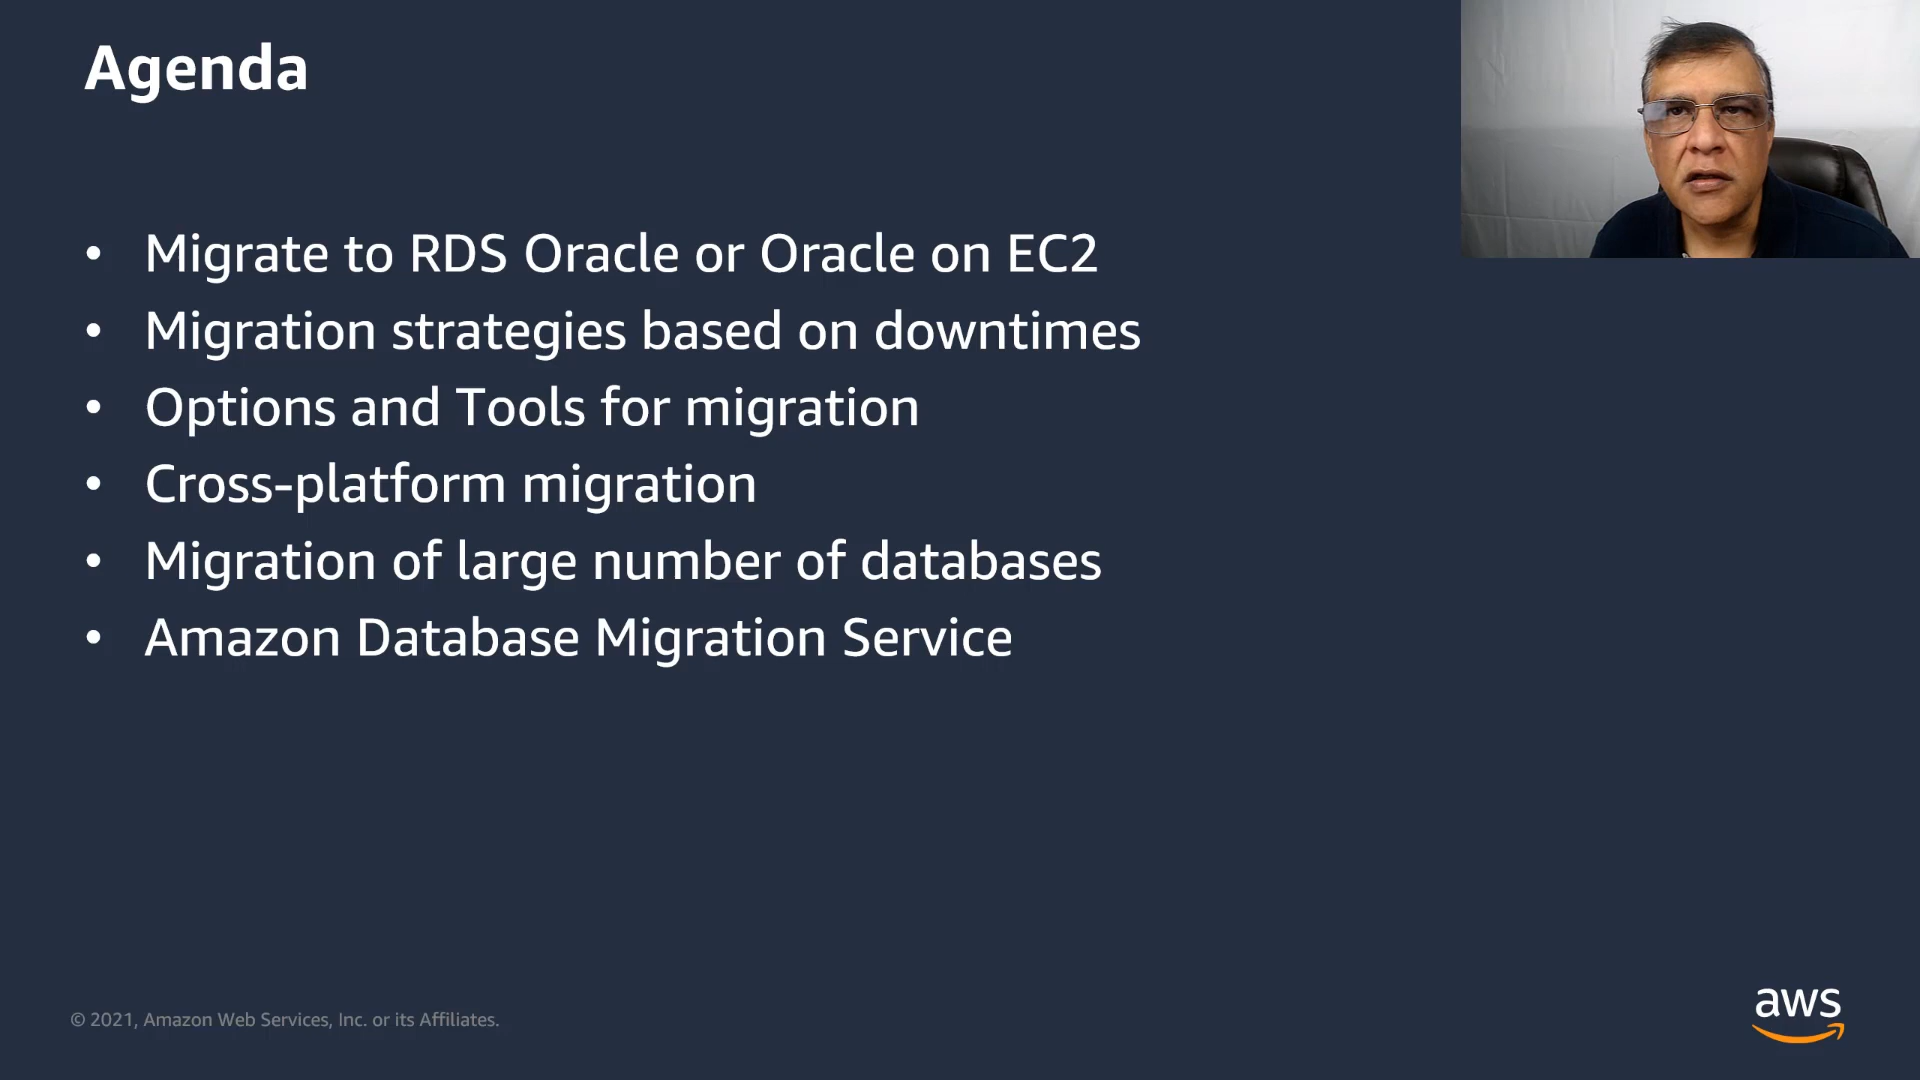 Agenda
• Migrate to RDS Oracle or Oracle on EC2
• Migration strategies based on downtimes
• Options and Tools for migration
• Cross-platform migration
• Migration of large number of databases
• Amazon Database Migration Service
© 2021, Amazon Web Services, Inc. or its Affiliates.
aws